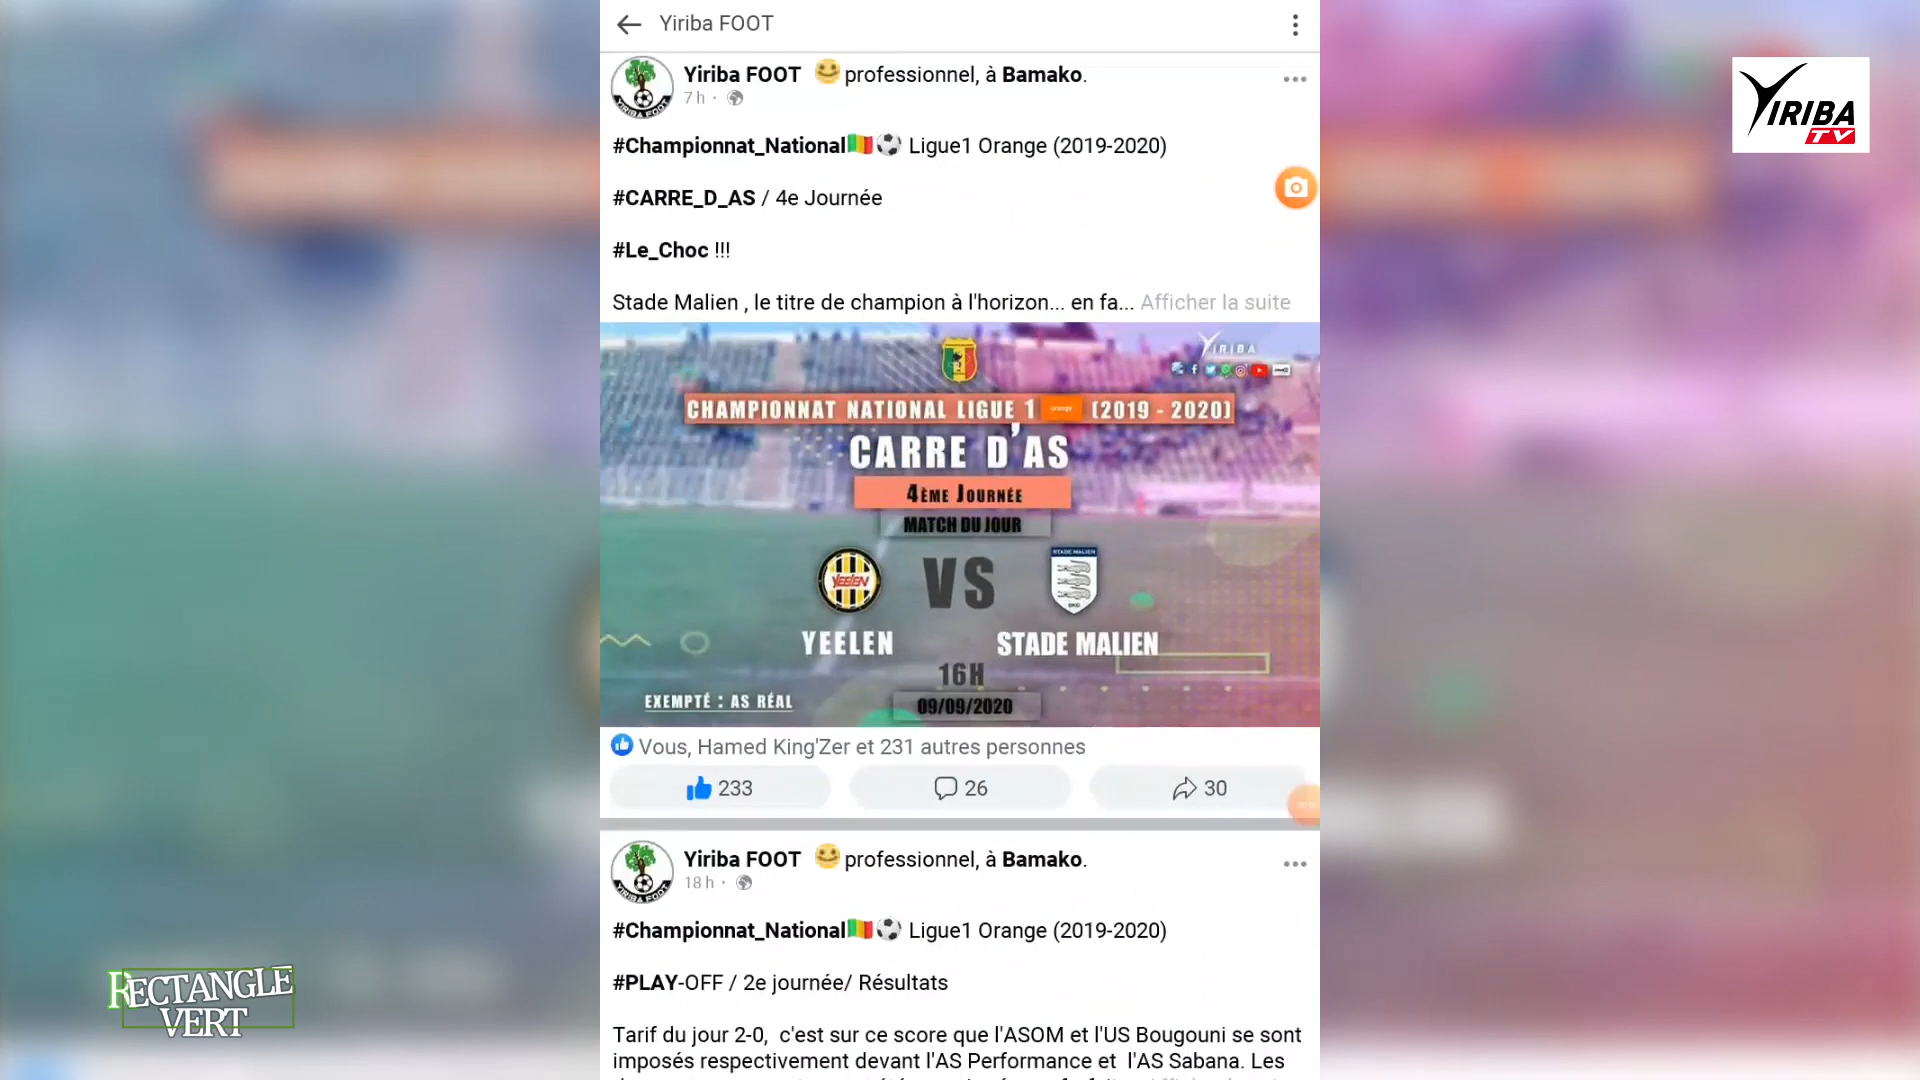 Yiriba FOOT
Yiriba FOOT professionnel, à Bamako.
7 h ·
#Championnat_National Ligue1 Orange (2019-2020)
#CARRE_D_AS / 4e Journée
#Le_Choc !!!
Stade Malien , le titre de champion à l'horizon... en fa... Afficher la suite
YIRIBA
CHAMPIONNAT NATIONAL LIGUE 1 orange (2019 - 2020)
CARRE D'AS
4ÈME JOURNÉE
MATCH DU JOUR
YEELEN
VS
STADE MALIEN
YEELEN
STADE MALIEN
16H
EXEMPTÉ : AS RÉAL
09/09/2020
Vous, Hamed King'Zer et 231 autres personnes
233
26
30
Yiriba FOOT professionnel, à Bamako.
18 h ·
#Championnat_National Ligue1 Orange (2019-2020)
#PLAY-OFF / 2e journée/ Résultats
Tarif du jour 2-0, c'est sur ce score que l'ASOM et l'US Bougouni se sont
imposés respectivement devant l'AS Performance et l'AS Sabana. Les
YIRIBA
TV
RECTANGLE
VERT